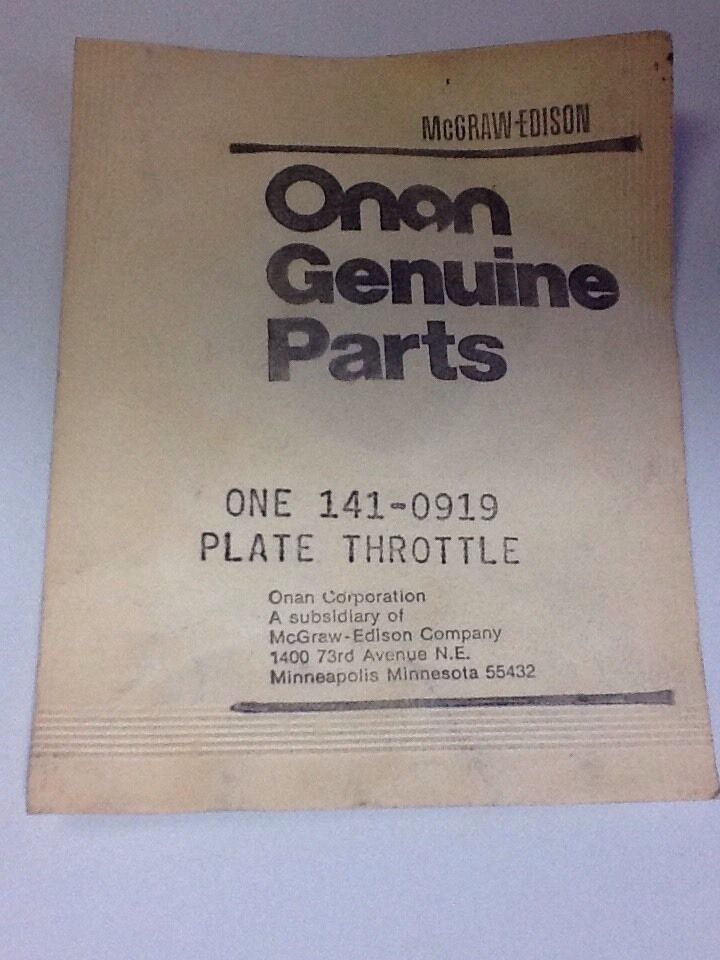 McGRAW-EDISON
Onan
Genuine
Parts
ONE 141-0919
PLATE THROTTLE
Onan Corporation
A subsidiary of
McGraw-Edison Company
1400 73rd Avenue N.E.
Minneapolis Minnesota 55432